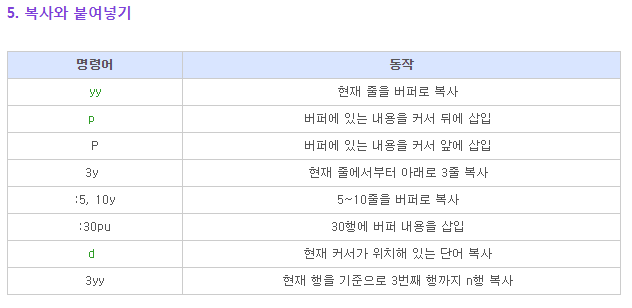 5. 복사와 붙여넣기
명령어 동작
yy 현재 줄을 버퍼로 복사
p 버퍼에 있는 내용을 커서 뒤에 삽입
P 버퍼에 있는 내용을 커서 앞에 삽입
3y 현재 줄에서부터 아래로 3줄 복사
:5, 10y 5~10줄을 버퍼로 복사
:30pu 30행에 버퍼 내용을 삽입
d 현재 커서가 위치해 있는 단어 복사
3yy 현재 행을 기준으로 3번째 행까지 n행 복사